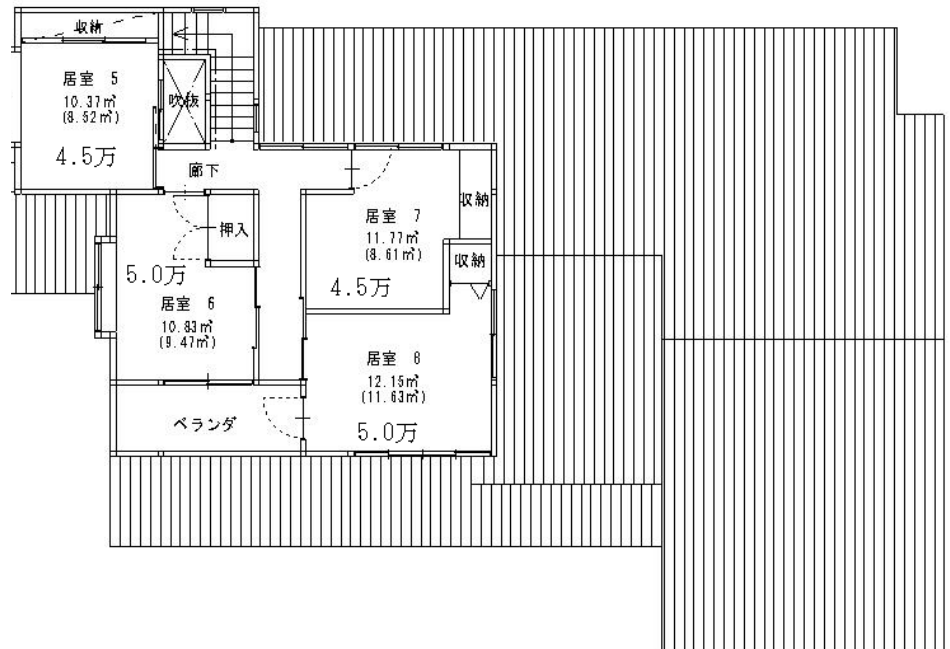 収納
居室 5
10.37㎡
(8.52㎡)
4.5万
吹抜
廊下
押入
5.0万
居室 6
10.83㎡
(9.47㎡)
居室 7
11.77㎡
(8.61㎡)
4.5万
収納
収納
居室 8
12.15㎡
(11.63㎡)
5.0万
ベランダ